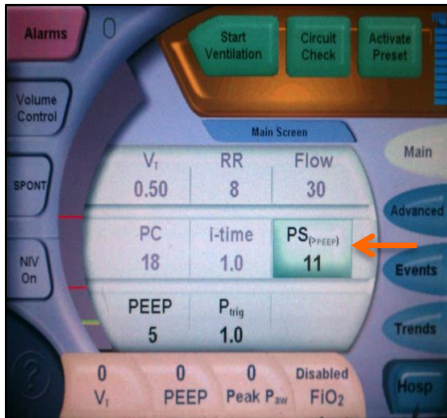 Alarms
0
Start Ventilation
Circuit Check
Activate Preset
Volume Control
Main Screen
Main
VT RR Flow
0.50 8 30
SPONT
Advanced
PC I-time PS(>PEEP)
18 1.0 11
NIV On
Events
PEEP Ptrig
5 1.0
Trends
0 0 0 Disabled
VT PEEP Peak Paw FiO2
Hosp
?